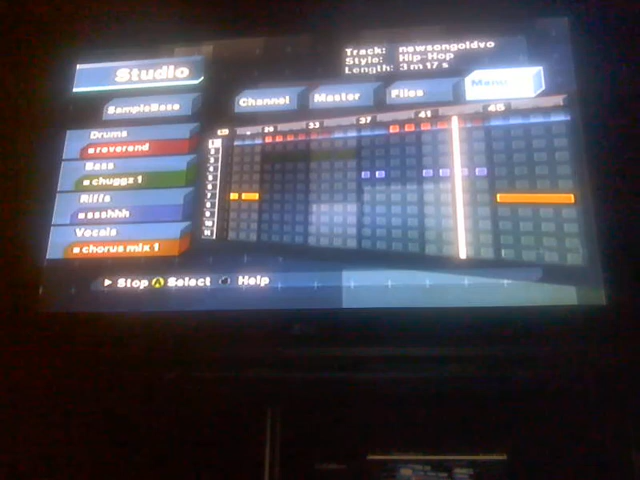 Track: newsongoldvo
Style: Hip-Hop
Length: 3 m 17 s
Studio
SampleBase
Channel
Master
Files
Menu
Drums
reverend
Bass
chuggz 1
Riffs
ssshhh
Vocals
chorus mix 1
29 33 37 41 45
Stop A Select Help